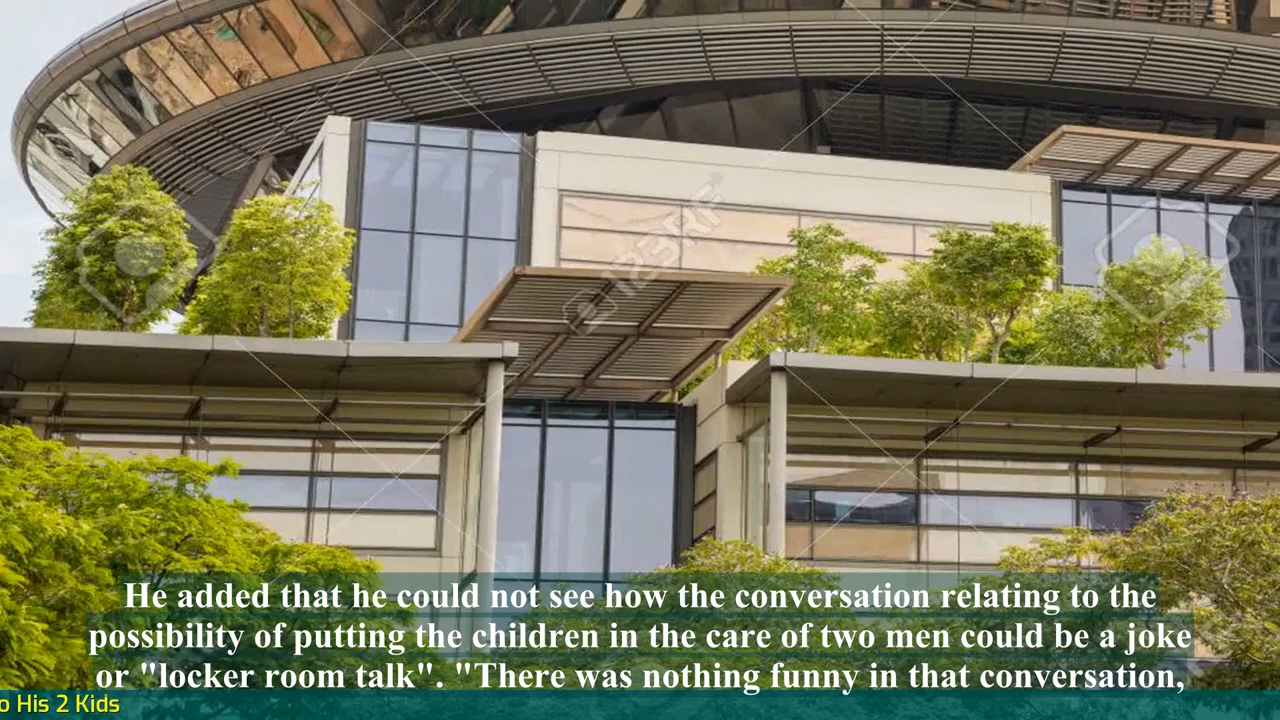 123RF
He added that he could not see how the conversation relating to the
possibility of putting the children in the care of two men could be a joke
or "locker room talk". "There was nothing funny in that conversation,
o His 2 Kids